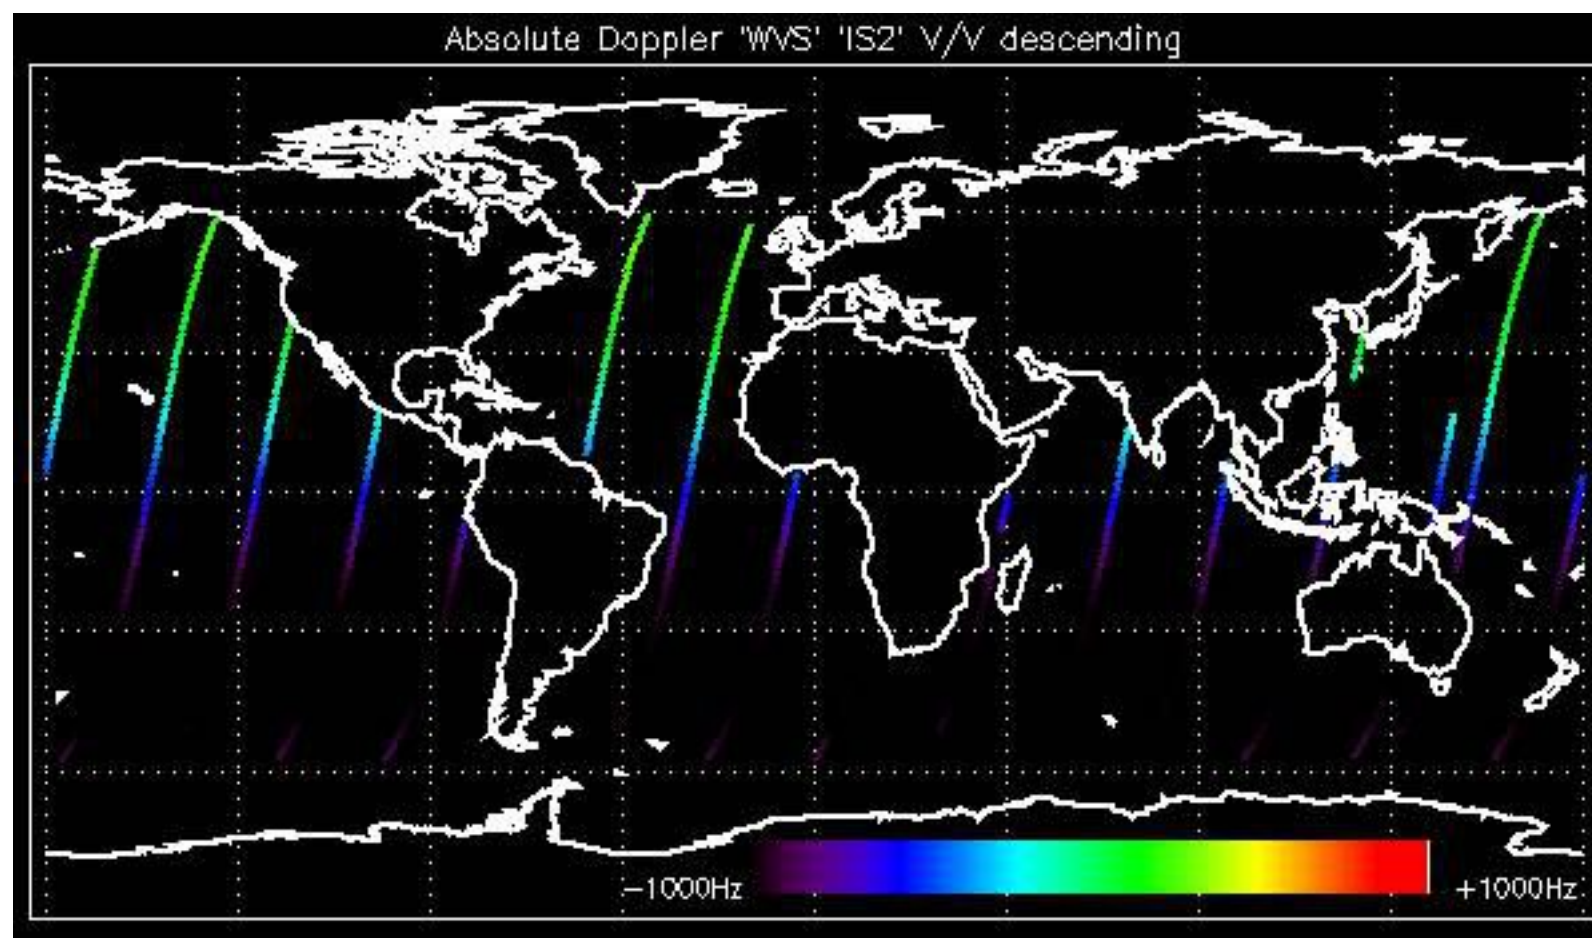 Absolute Doppler 'WVS' 'IS2' V/V descending
-1000Hz +1000Hz